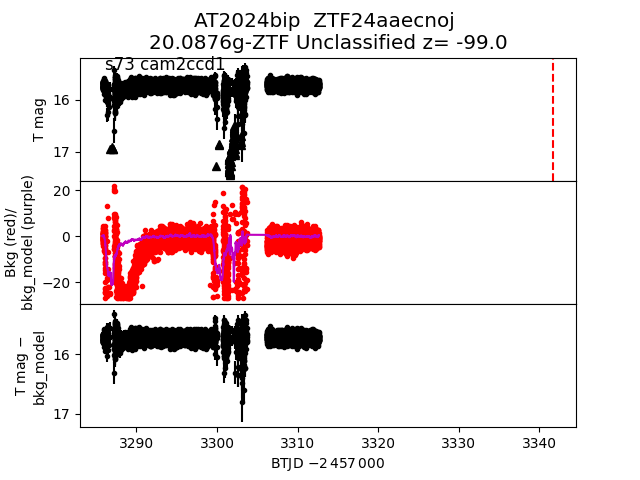 AT2024bip  ZTF24aaecnoj
20.0876g-ZTF Unclassified z= -99.0
s73 cam2ccd1
16
17
T mag
20
0
−20
Bkg (red)/
bkg_model (purple)
16
17
T mag −
bkg_model
3290
3300
3310
3320
3330
3340
BTJD −2 457 000